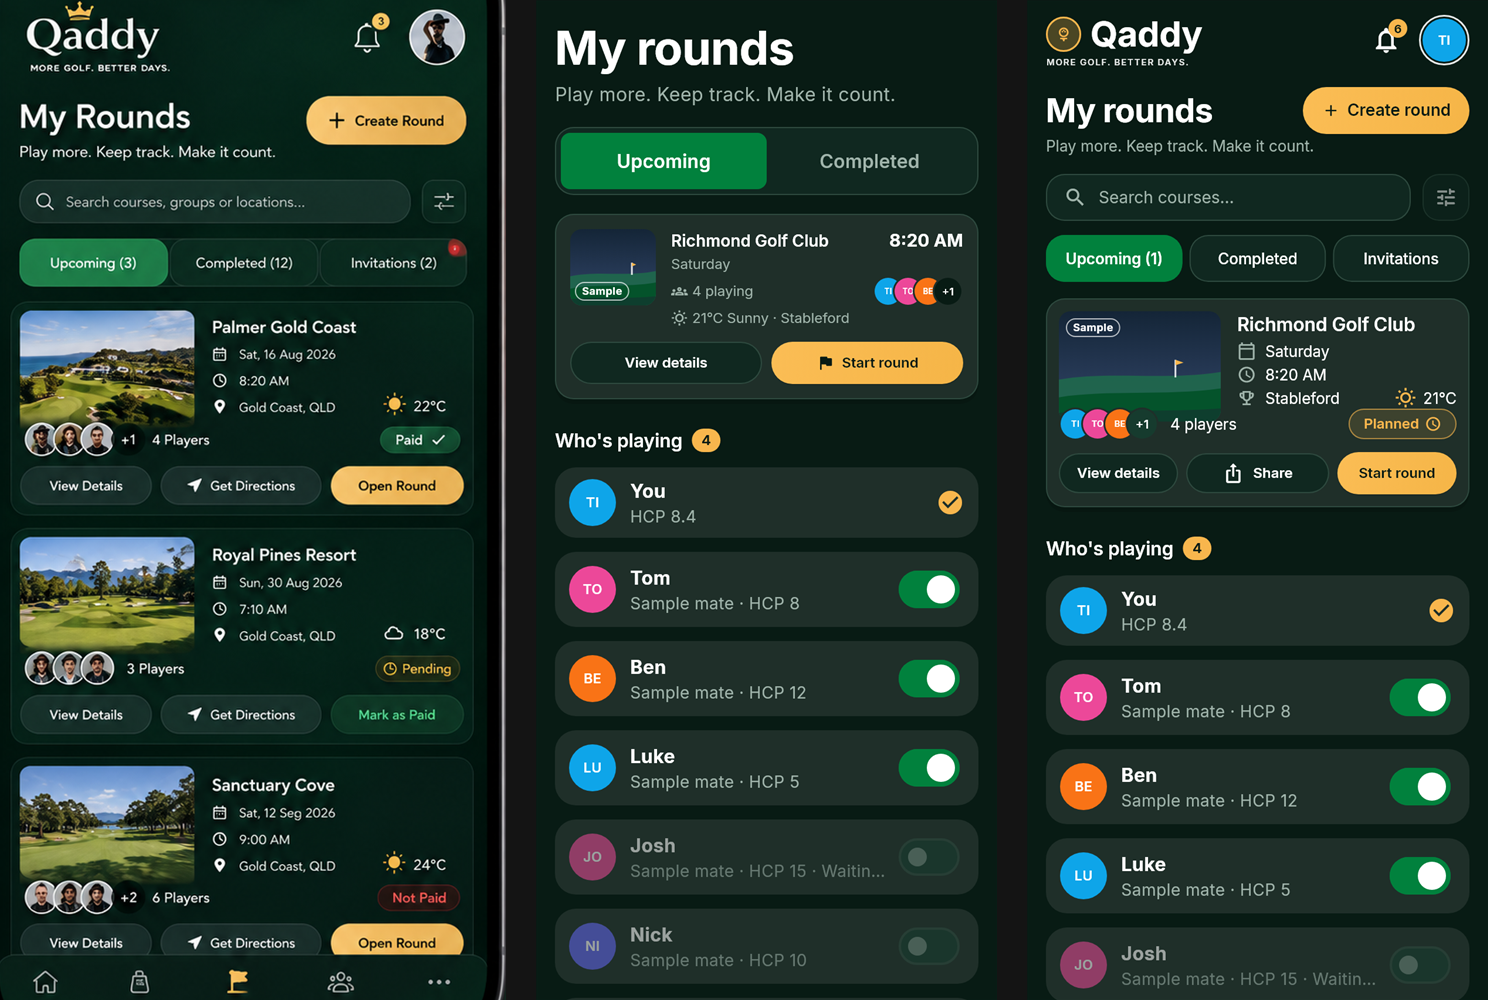 Qaddy
MORE GOLF. BETTER DAYS.
3
My Rounds
Play more. Keep track. Make it count.
+ Create Round
Search courses, groups or locations...
Upcoming (3)
Completed (12)
Invitations (2)
Palmer Gold Coast
Sat, 16 Aug 2026
8:20 AM
Gold Coast, QLD
22°C
+1
4 Players
Paid
View Details
Get Directions
Open Round
Royal Pines Resort
Sun, 30 Aug 2026
7:10 AM
Gold Coast, QLD
18°C
3 Players
Pending
View Details
Get Directions
Mark as Paid
Sanctuary Cove
Sat, 12 Seg 2026
9:00 AM
Gold Coast, QLD
24°C
+2
6 Players
Not Paid
View Details
Get Directions
Open Round
My rounds
Play more. Keep track. Make it count.
Upcoming
Completed
Sample
Richmond Golf Club
8:20 AM
Saturday
4 playing
TI
TO
BE
+1
21°C Sunny · Stableford
View details
Start round
Who's playing
4
TI
You
HCP 8.4
TO
Tom
Sample mate · HCP 8
BE
Ben
Sample mate · HCP 12
LU
Luke
Sample mate · HCP 5
JO
Josh
Sample mate · HCP 15 · Waitin...
NI
Nick
Sample mate · HCP 10
Qaddy
MORE GOLF. BETTER DAYS.
6
TI
My rounds
Play more. Keep track. Make it count.
+ Create round
Search courses...
Upcoming (1)
Completed
Invitations
Sample
Richmond Golf Club
Saturday
8:20 AM
Stableford
21°C
TI
TO
BE
+1
4 players
Planned
View details
Share
Start round
Who's playing
4
TI
You
HCP 8.4
TO
Tom
Sample mate · HCP 8
BE
Ben
Sample mate · HCP 12
LU
Luke
Sample mate · HCP 5
JO
Josh
Sample mate · HCP 15 · Waitin...